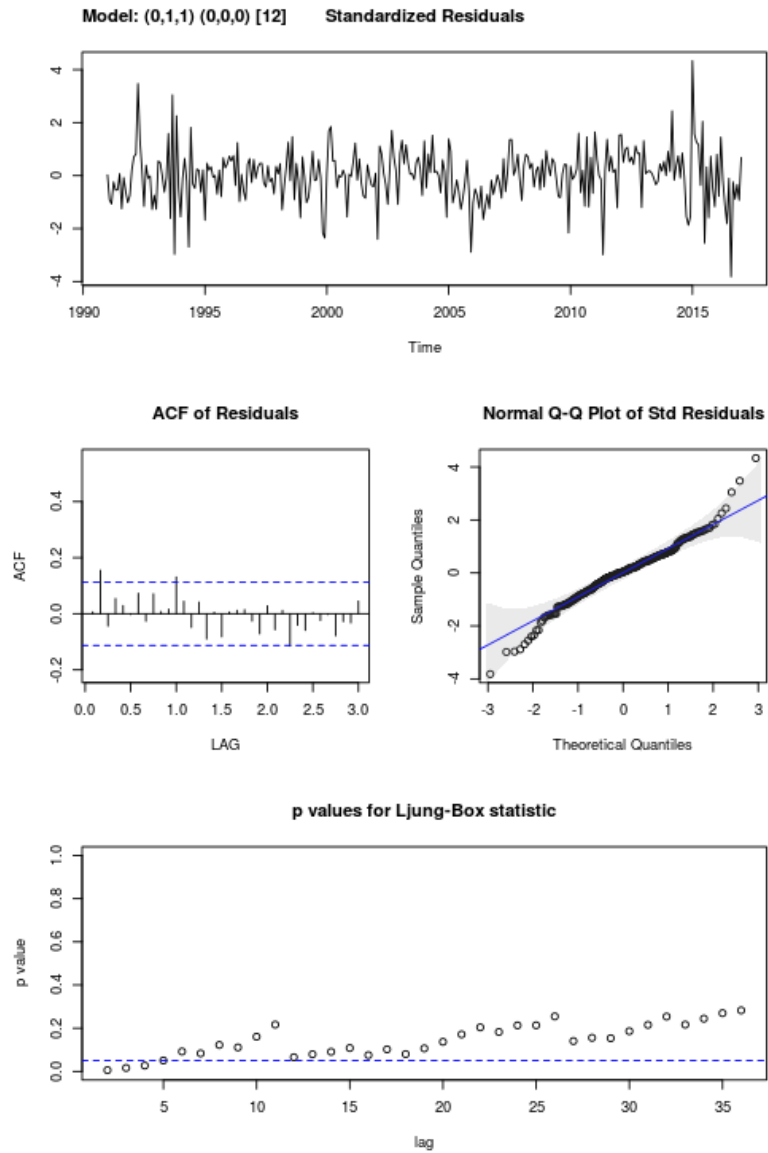 Model: (0,1,1) (0,0,0) [12] Standardized Residuals
4
2
0
-2
-4
1990 1995 2000 2005 2010 2015
Time
ACF of Residuals
ACF
0.4
0.2
0.0
-0.2
0.0 0.5 1.0 1.5 2.0 2.5 3.0
LAG
Normal Q-Q Plot of Std Residuals
Sample Quantiles
4
2
0
-2
-4
-3 -2 -1 0 1 2 3
Theoretical Quantiles
p values for Ljung-Box statistic
p value
1.0
0.8
0.6
0.4
0.2
0.0
5 10 15 20 25 30 35
lag